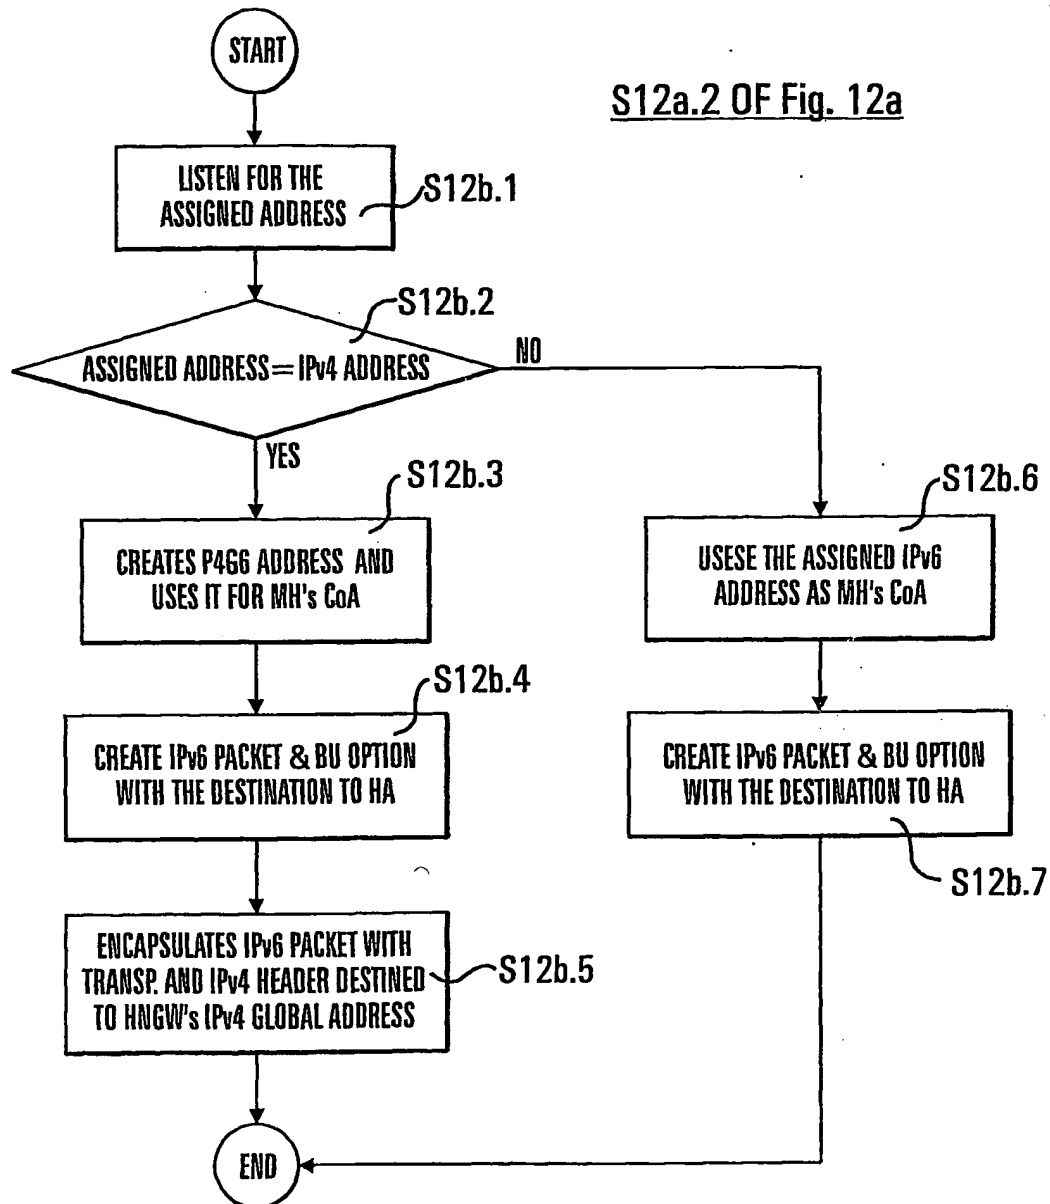 START
S12a.2 OF Fig. 12a
LISTEN FOR THE
ASSIGNED ADDRESS
S12b.1
S12b.2
ASSIGNED ADDRESS = IPv4 ADDRESS
NO
YES
S12b.3
CREATES P4G6 ADDRESS AND
USES IT FOR MH's CoA
S12b.6
USESE THE ASSIGNED IPv6
ADDRESS AS MH's CoA
S12b.4
CREATE IPv6 PACKET & BU OPTION
WITH THE DESTINATION TO HA
CREATE IPv6 PACKET & BU OPTION
WITH THE DESTINATION TO HA
S12b.7
ENCAPSULATES IPv6 PACKET WITH
TRANSP. AND IPv4 HEADER DESTINED
TO HNGW's IPv4 GLOBAL ADDRESS
S12b.5
END